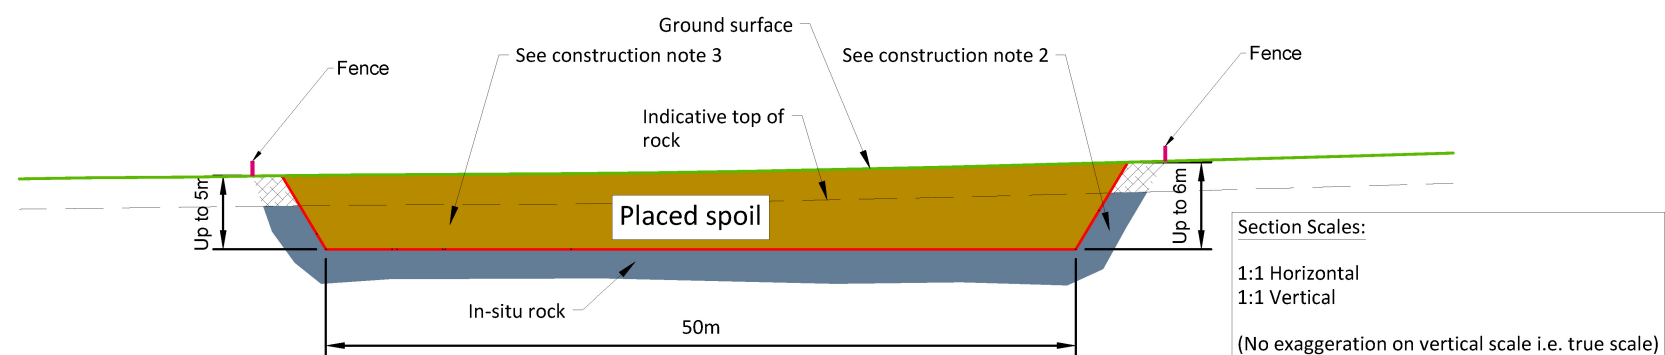 Ground surface
Fence
See construction note 3
See construction note 2
Fence
Indicative top of
rock
Up to 5m
Placed spoil
Up to 6m
In-situ rock
50m
Section Scales:
1:1 Horizontal
1:1 Vertical
(No exaggeration on vertical scale i.e. true scale)